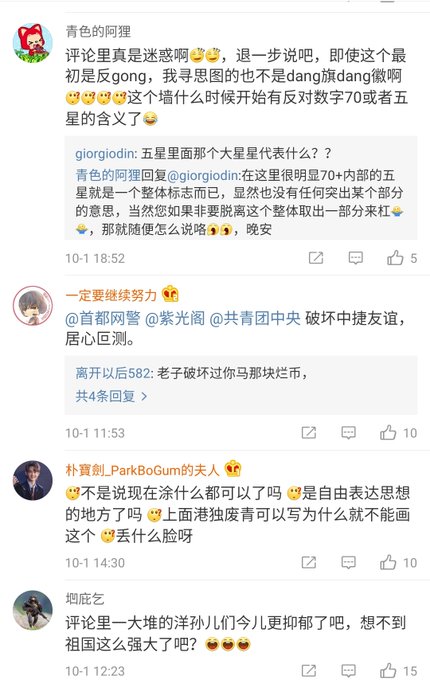 青色的阿狸
评论里真是迷惑啊，退一步说吧，即使这个最
初是反gong，我寻思图的也不是dang旗dang徽啊
这个墙什么时候开始有反对数字70或者五
星的含义了
giorgiodin: 五星里面那个大星星代表什么？？
青色的阿狸回复@giorgiodin:在这里很明显70+内部的五
星就是一个整体标志而已，显然也没有任何突出某个部分
的意思，当然您如果非要脱离这个整体取出一部分来杠
，那就随便怎么说咯，晚安
10-1 18:52
5
一定要继续努力
@首都网警 @紫光阁 @共青团中央 破坏中捷友谊，
居心叵测。
离开以后582: 老子破坏过你马那块烂币，
共4条回复 >
10-1 11:53
10
朴寶劍_ParkBoGum的夫人
不是说现在涂什么都可以了吗 是自由表达思想
的地方了吗 上面港独废青可以写为什么就不能画
这个 丢什么脸呀
10-1 14:30
10
坰庇乞
评论里一大堆的洋孙儿们今儿更抑郁了吧，想不到
祖国这么强大了吧？
10-1 12:23
15